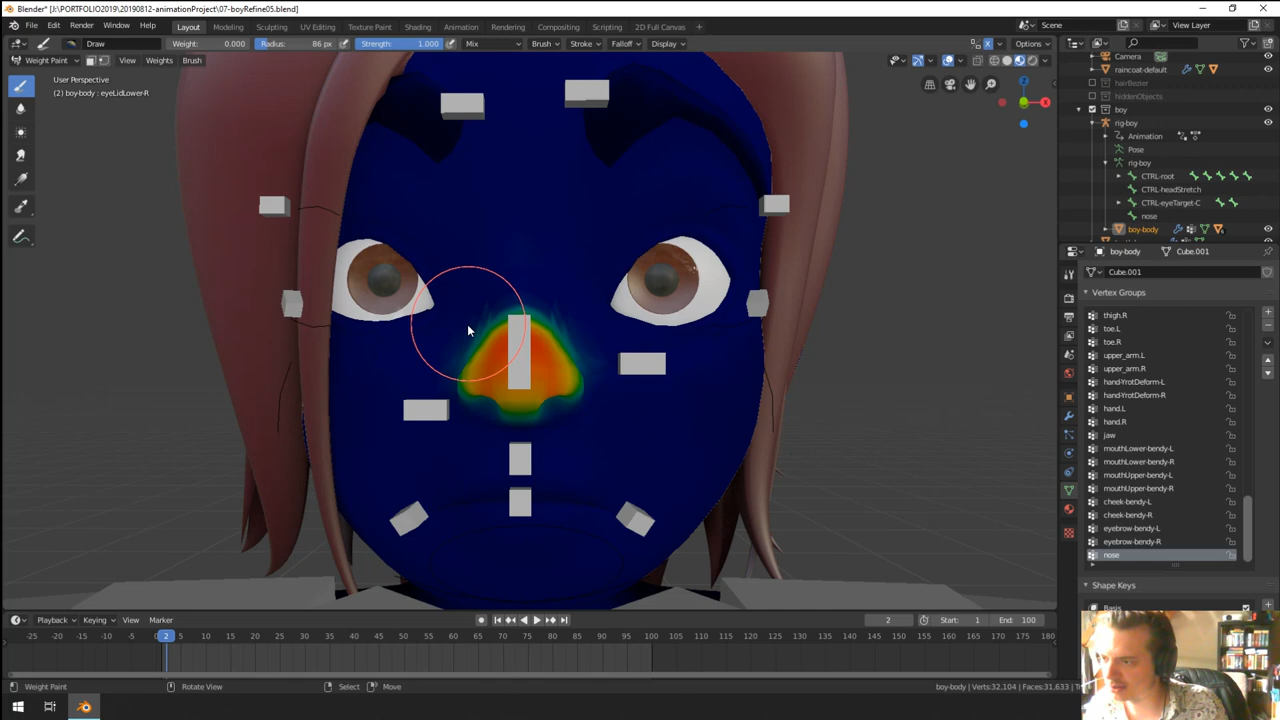 Blender* [J:\PORTFOLIO2019\20190812-animationProject\07-boyRefine05.blend]
File Edit Render Window Help
Layout Modeling Sculpting UV Editing Texture Paint Shading Animation Rendering Compositing Scripting 2D Full Canvas
Scene
View Layer
Draw Weight: 0.000 Radius: 86 px Strength: 1.000 Mix Brush Stroke Falloff Display X Options
Weight Paint View Weights Brush
User Perspective
(2) boy-body : eyeLidLower-R
Z
X
Camera
raincoat-default
hairBezier
hiddenObjects
boy
rig-boy
Animation
Pose
rig-boy
CTRL-root
CTRL-headStretch
CTRL-eyeTarget-C
nose
boy-body
boy-body Cube.001
Cube.001
Vertex Groups
thigh.R
toe.L
toe.R
upper_arm.L
upper_arm.R
hand-YrotDeform-L
hand-YrotDeform-R
hand.L
hand.R
jaw
mouthLower-bendy-L
mouthLower-bendy-R
mouthUpper-bendy-L
mouthUpper-bendy-R
cheek-bendy-L
cheek-bendy-R
eyebrow-bendy-L
eyebrow-bendy-R
nose
Shape Keys
Basis
Playback Keying View Marker
2 Start: 1 End: 100
-25 -20 -15 -10 -5 2 5 10 15 20 25 30 35 40 45 50 55 60 65 70 75 80 85 90 95 100 105 110 115 120 125 130 135 140 145 150 155 160 165 170 175 180
Weight Paint Rotate View Select Move
boy-body | Verts:32,104 | Faces:31,633